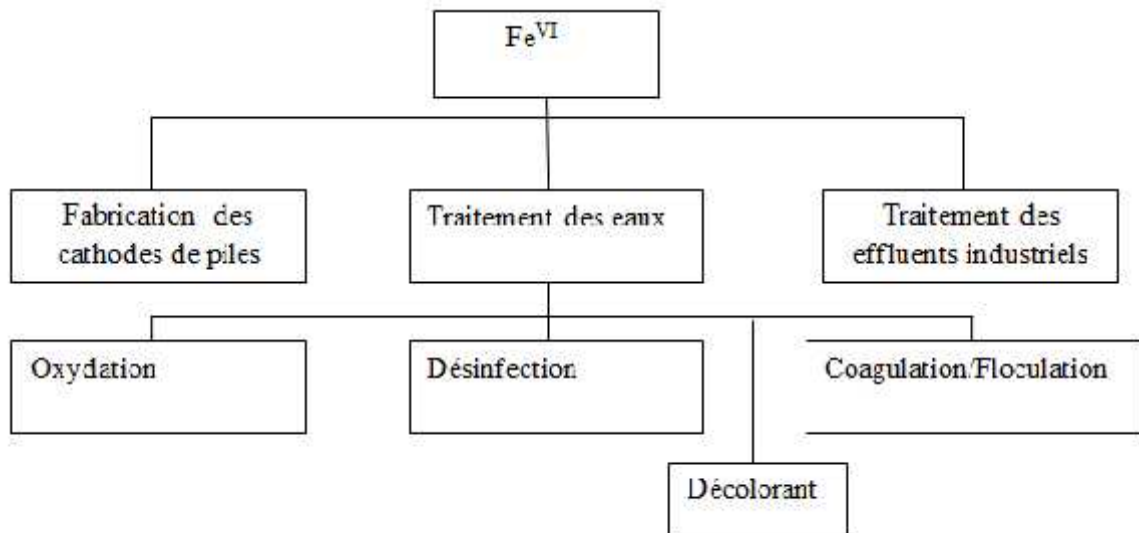 Fe^VI
Fabrication des
cathodes de piles
Traitement des eaux
Traitement des
effluents industriels
Oxydation
Désinfection
Coagulation/Floculation
Décolorant